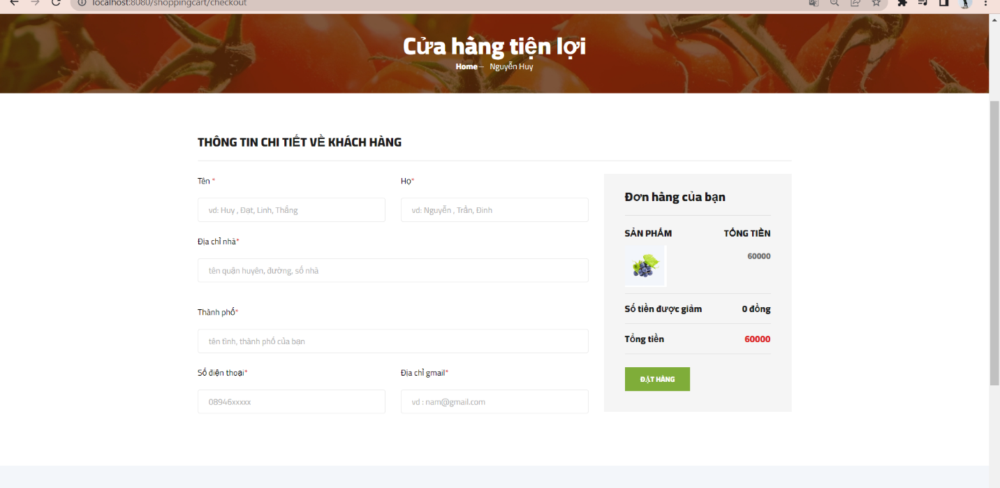 localhost:8080/shoppingcart/checkout
Cửa hàng tiện lợi
Home — Nguyễn Huy
THÔNG TIN CHI TIẾT VỀ KHÁCH HÀNG
Tên *
Họ*
vd: Huy , Đạt, Linh, Thắng
vd: Nguyễn , Trần, Đinh
Địa chỉ nhà*
tên quận huyện, đường, số nhà
Thành phố*
tên tỉnh, thành phố của bạn
Số điện thoại*
Địa chỉ gmail*
08946xxxxx
vd : nam@gmail.com
Đơn hàng của bạn
SẢN PHẨM TỔNG TIỀN
60000
Số tiền được giảm 0 đồng
Tổng tiền 60000
ĐẶT HÀNG